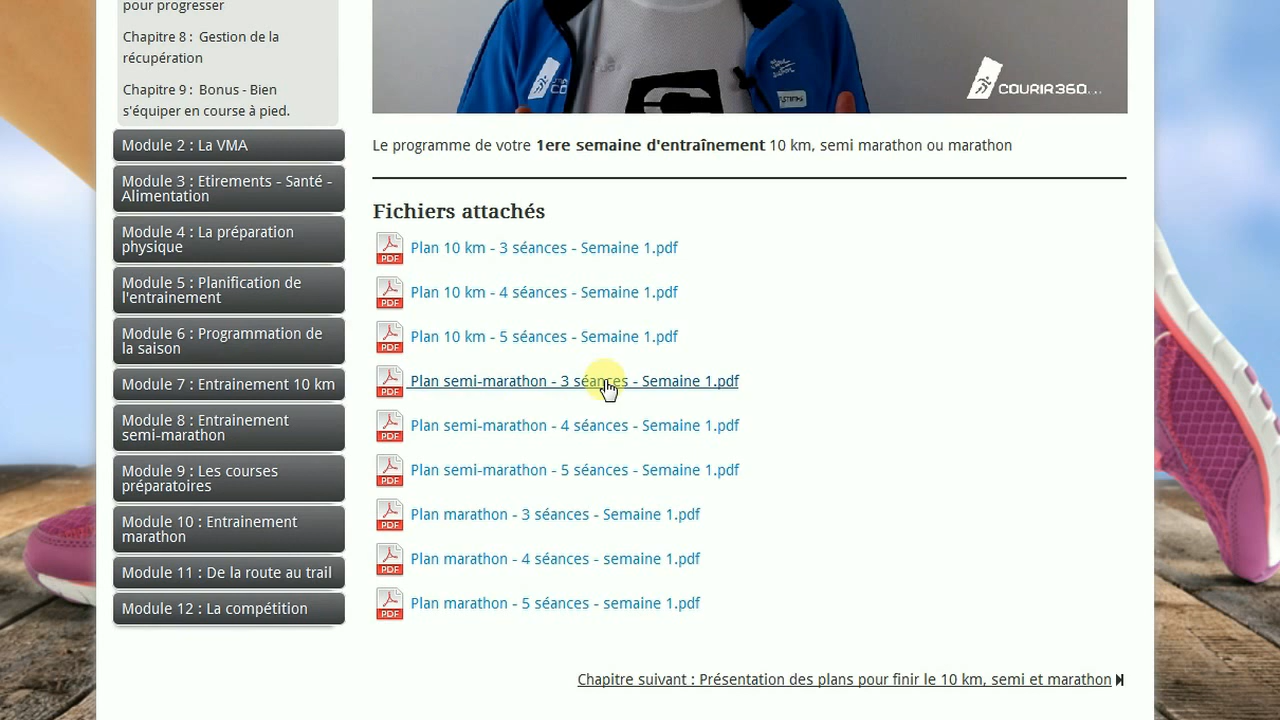 pour progresser
Chapitre 8 : Gestion de la
récupération
Chapitre 9 : Bonus - Bien
s'équiper en course à pied.
Module 2 : La VMA
Module 3 : Etirements - Santé -
Alimentation
Module 4 : La préparation
physique
Module 5 : Planification de
l'entrainement
Module 6 : Programmation de
la saison
Module 7 : Entrainement 10 km
Module 8 : Entrainement
semi-marathon
Module 9 : Les courses
préparatoires
Module 10 : Entrainement
marathon
Module 11 : De la route au trail
Module 12 : La compétition
COURIR360...
Le programme de votre 1ere semaine d'entraînement 10 km, semi marathon ou marathon
Fichiers attachés
PDF Plan 10 km - 3 séances - Semaine 1.pdf
PDF Plan 10 km - 4 séances - Semaine 1.pdf
PDF Plan 10 km - 5 séances - Semaine 1.pdf
PDF Plan semi-marathon - 3 séances - Semaine 1.pdf
PDF Plan semi-marathon - 4 séances - Semaine 1.pdf
PDF Plan semi-marathon - 5 séances - Semaine 1.pdf
PDF Plan marathon - 3 séances - Semaine 1.pdf
PDF Plan marathon - 4 séances - semaine 1.pdf
PDF Plan marathon - 5 séances - semaine 1.pdf
Chapitre suivant : Présentation des plans pour finir le 10 km, semi et marathon